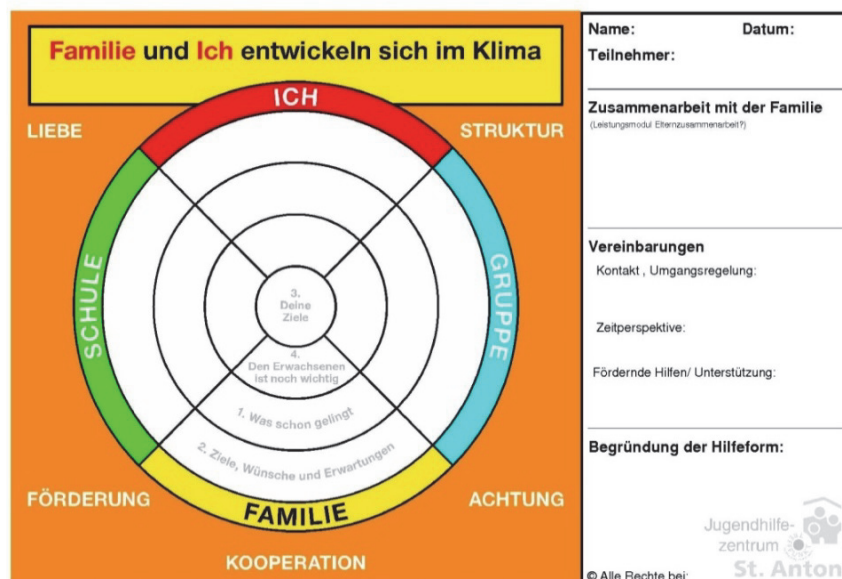 Familie und Ich entwickeln sich im Klima
ICH
LIEBE
STRUKTUR
SCHULE
GRUPPE
3.
Deine
Ziele
4.
Den Erwachsenen
ist noch wichtig
1. Was schon gelingt
2. Ziele, Wünsche und Erwartungen
FAMILIE
FÖRDERUNG
ACHTUNG
KOOPERATION
Name: Datum:
Teilnehmer:
Zusammenarbeit mit der Familie
(Leistungsmodul Elternzusammenarbeit?)
Vereinbarungen
Kontakt , Umgangsregelung:
Zeitperspektive:
Fördernde Hilfen/ Unterstützung:
Begründung der Hilfeform:
Jugendhilfe-
zentrum
St. Anton
© Alle Rechte bei: